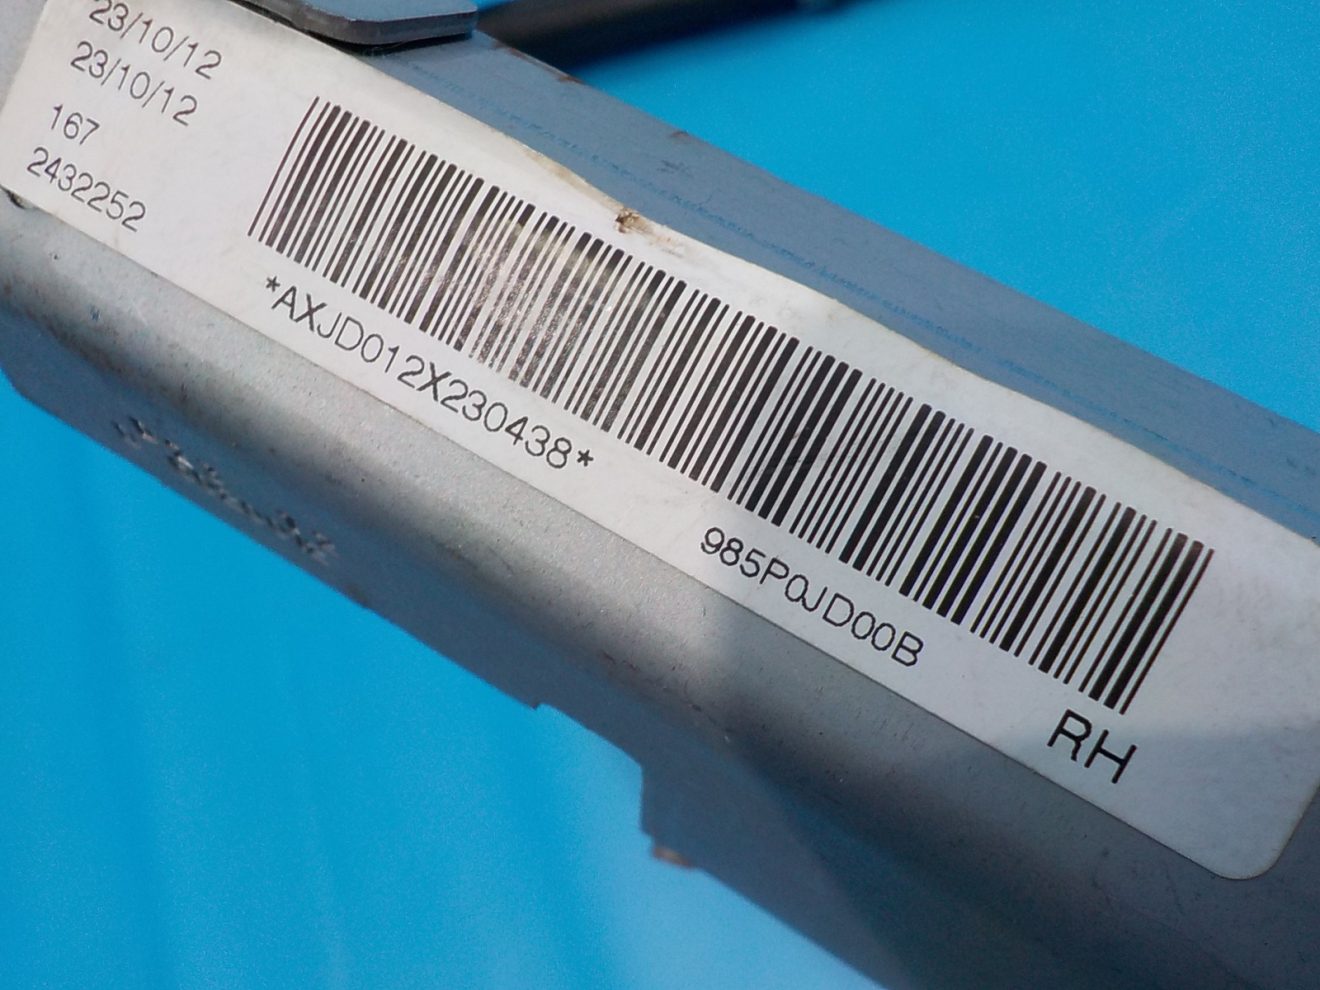 23/10/12
23/10/12
167
2432252
*AXJD012X230438*
985P0JD00B
RH